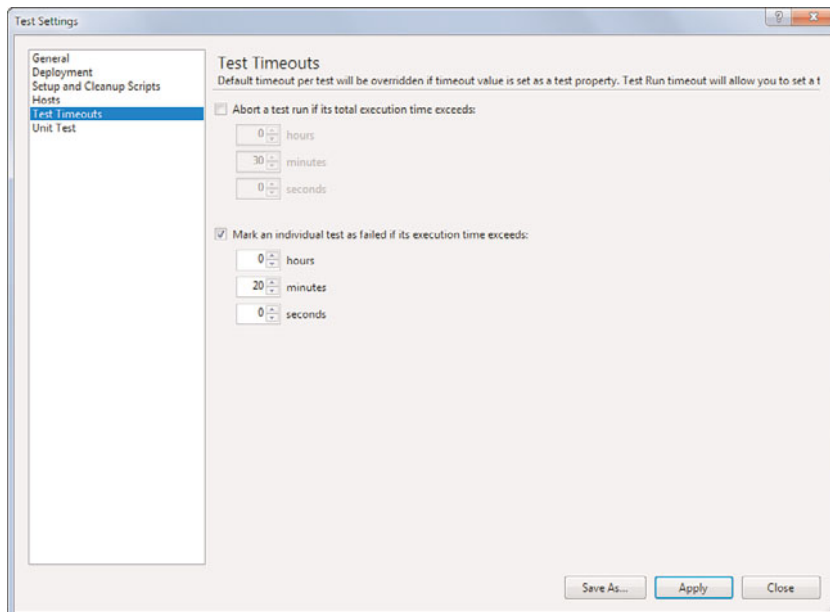 Test Settings
General
Deployment
Setup and Cleanup Scripts
Hosts
Test Timeouts
Unit Test
Test Timeouts
Default timeout per test will be overridden if timeout value is set as a test property. Test Run timeout will allow you to set a t
Abort a test run if its total execution time exceeds:
0 hours
30 minutes
0 seconds
Mark an individual test as failed if its execution time exceeds:
0 hours
20 minutes
0 seconds
Save As... Apply Close